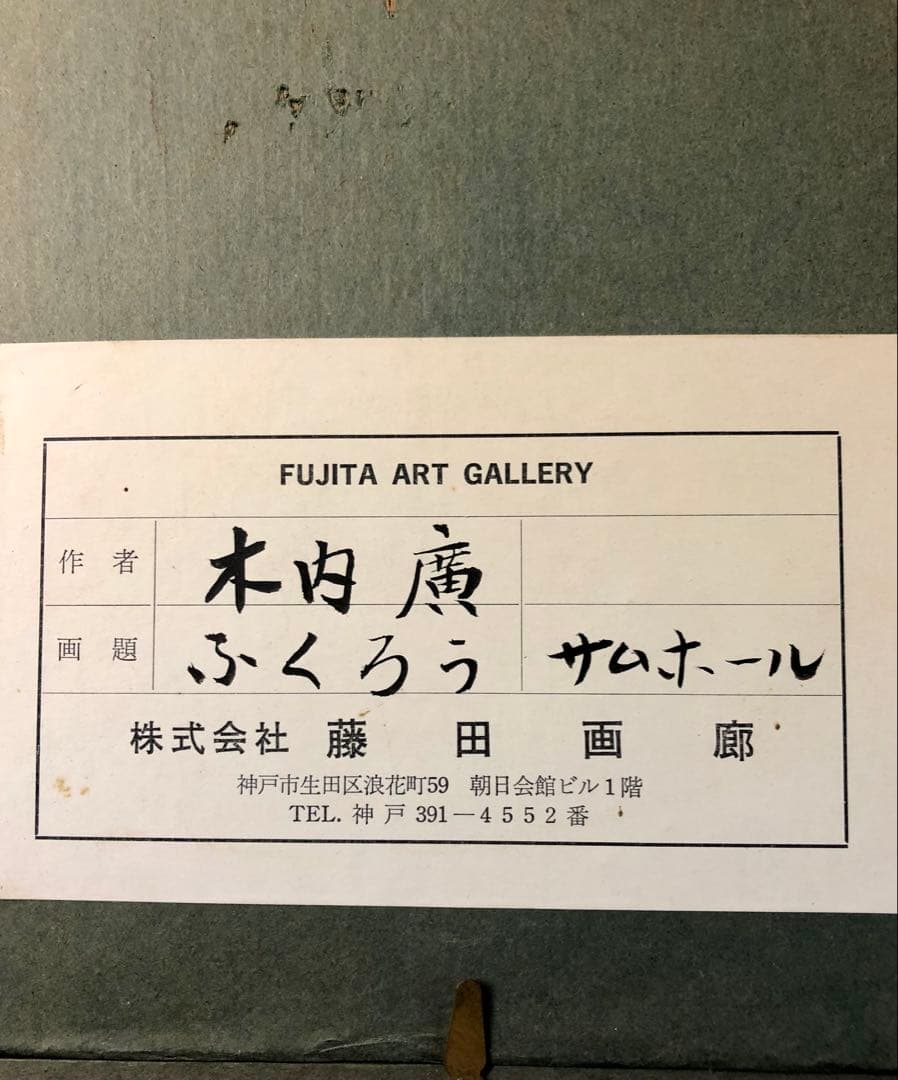 FUJITA ART GALLERY
作者 木内 廣
画題 ふくろう サムホール
株式会社 藤田画廊
神戸市生田区浪花町59 朝日会館ビル1階
TEL. 神戸 391-4552番